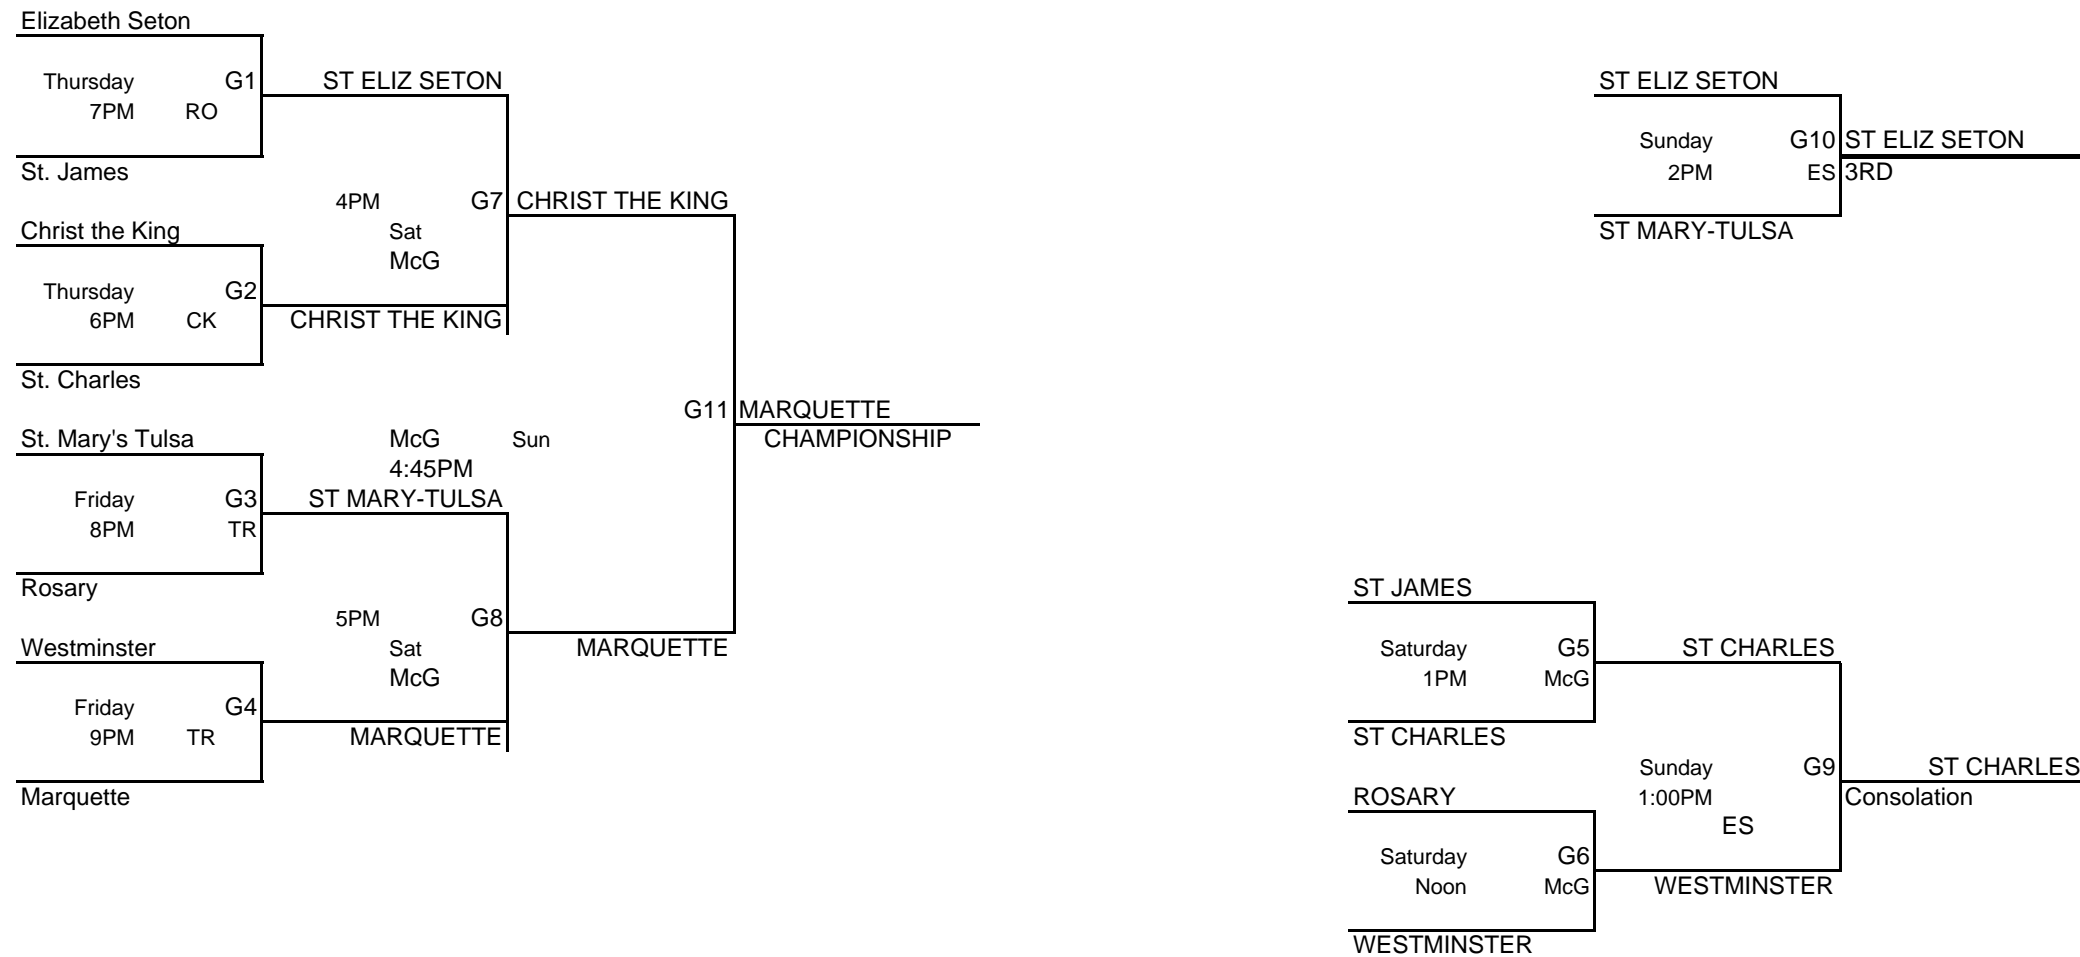 Elizabeth Seton
Thursday G1 ST ELIZ SETON
7PM RO
St. James
4PM G7 CHRIST THE KING
Christ the King Sat
McG
Thursday G2
6PM CK CHRIST THE KING
St. Charles
G11 MARQUETTE
St. Mary's Tulsa McG Sun CHAMPIONSHIP
4:45PM
Friday G3 ST MARY-TULSA
8PM TR
Rosary
5PM G8
Westminster Sat MARQUETTE
McG
Friday G4
9PM TR MARQUETTE
Marquette
ST ELIZ SETON
Sunday G10 ST ELIZ SETON
2PM ES 3RD
ST MARY-TULSA
ST JAMES
Saturday G5 ST CHARLES
1PM McG
ST CHARLES
Sunday G9 ST CHARLES
ROSARY 1:00PM Consolation
ES
Saturday G6
Noon McG WESTMINSTER
WESTMINSTER